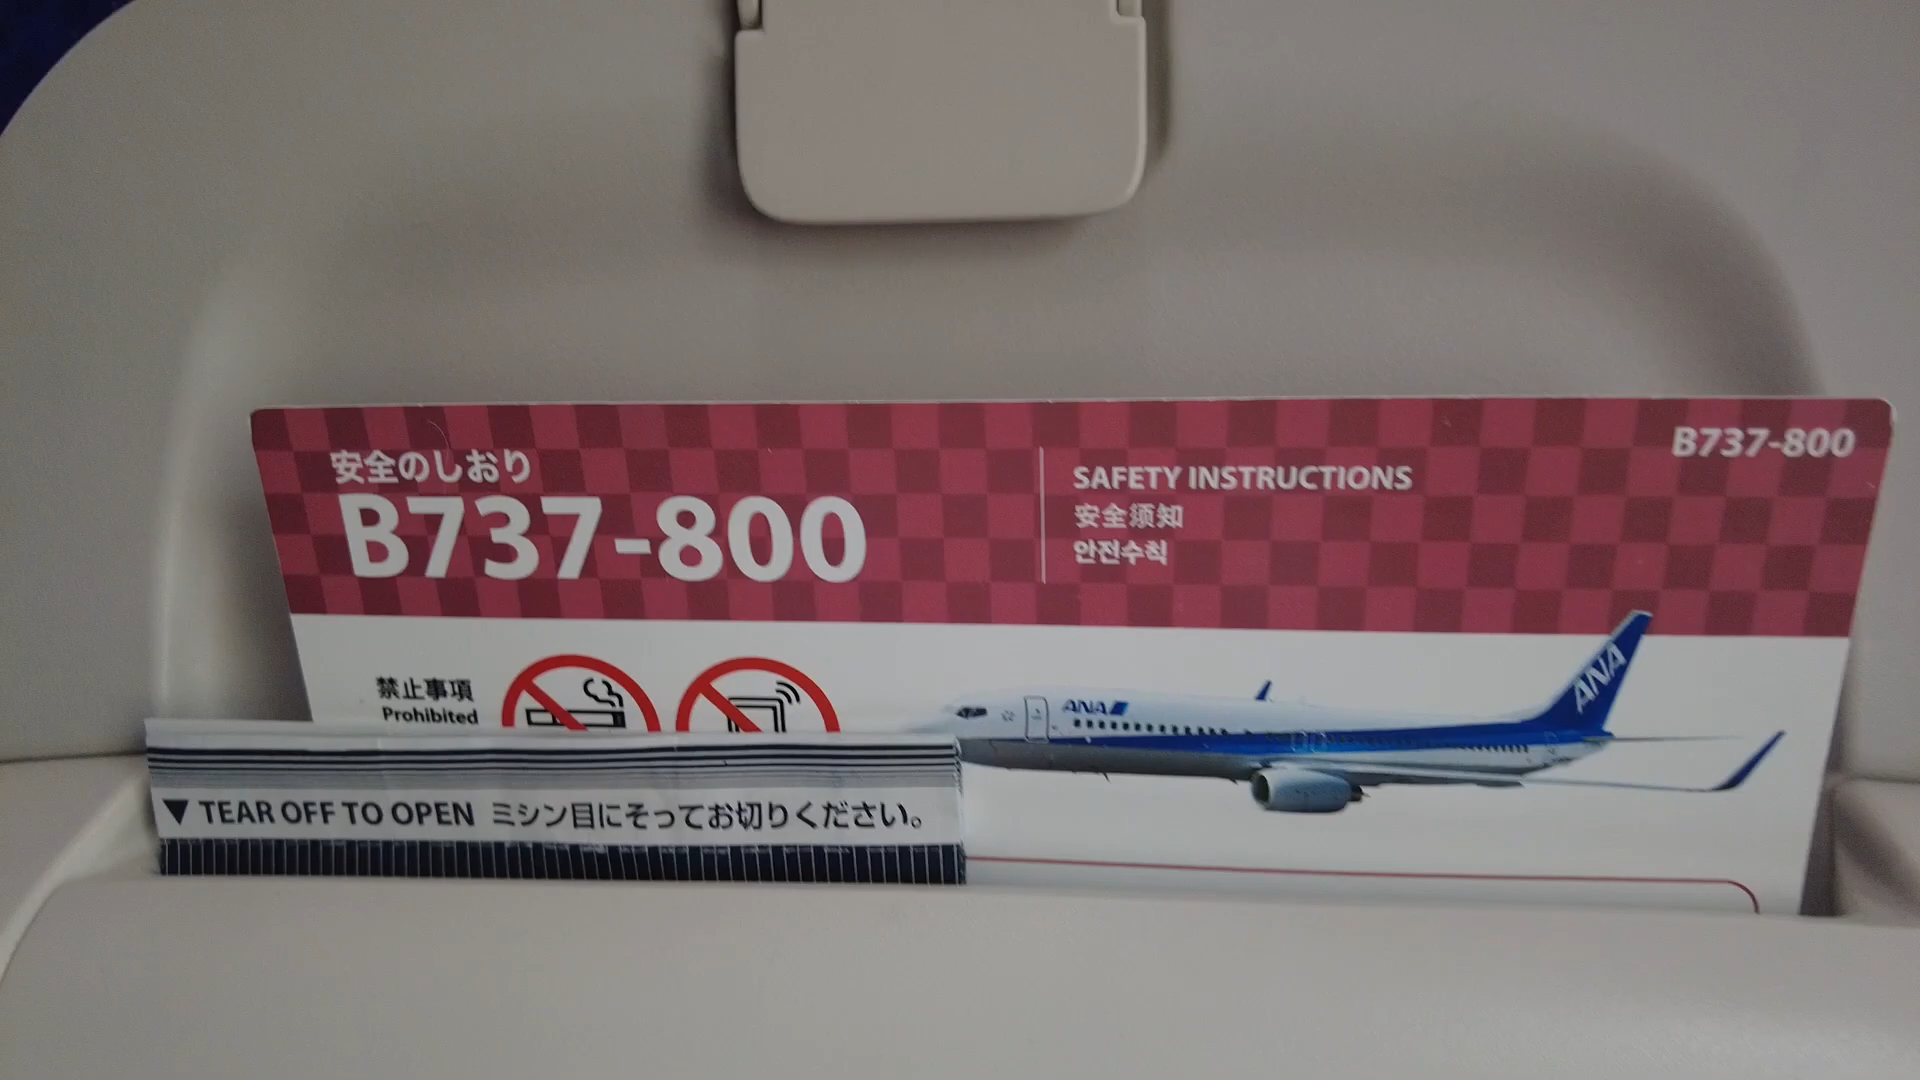 安全のしおり
B737-800
SAFETY INSTRUCTIONS
安全须知
안전수칙
B737-800
禁止事項
Prohibited
ANA
ANA
▼ TEAR OFF TO OPEN ミシン目にそってお切りください。